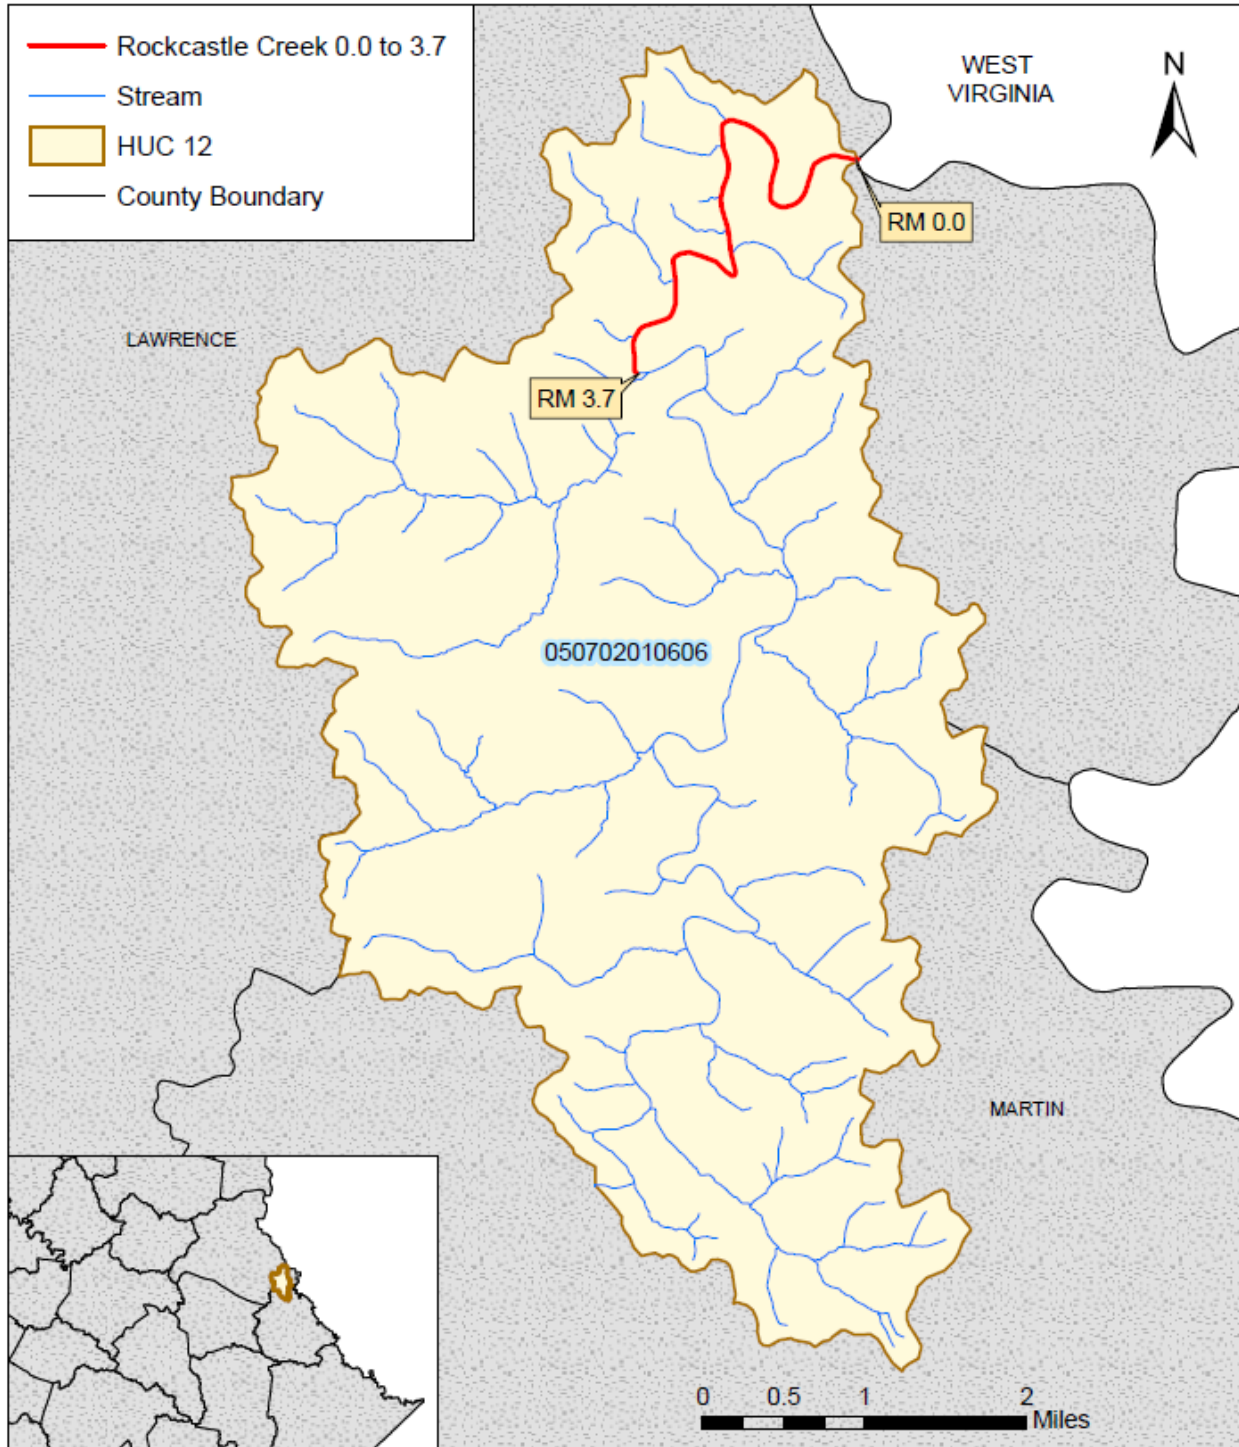 Rockcastle Creek 0.0 to 3.7
Stream
HUC 12
County Boundary
WEST
VIRGINIA
N
RM 0.0
LAWRENCE
RM 3.7
050702010606
MARTIN
0 0.5 1 2
Miles